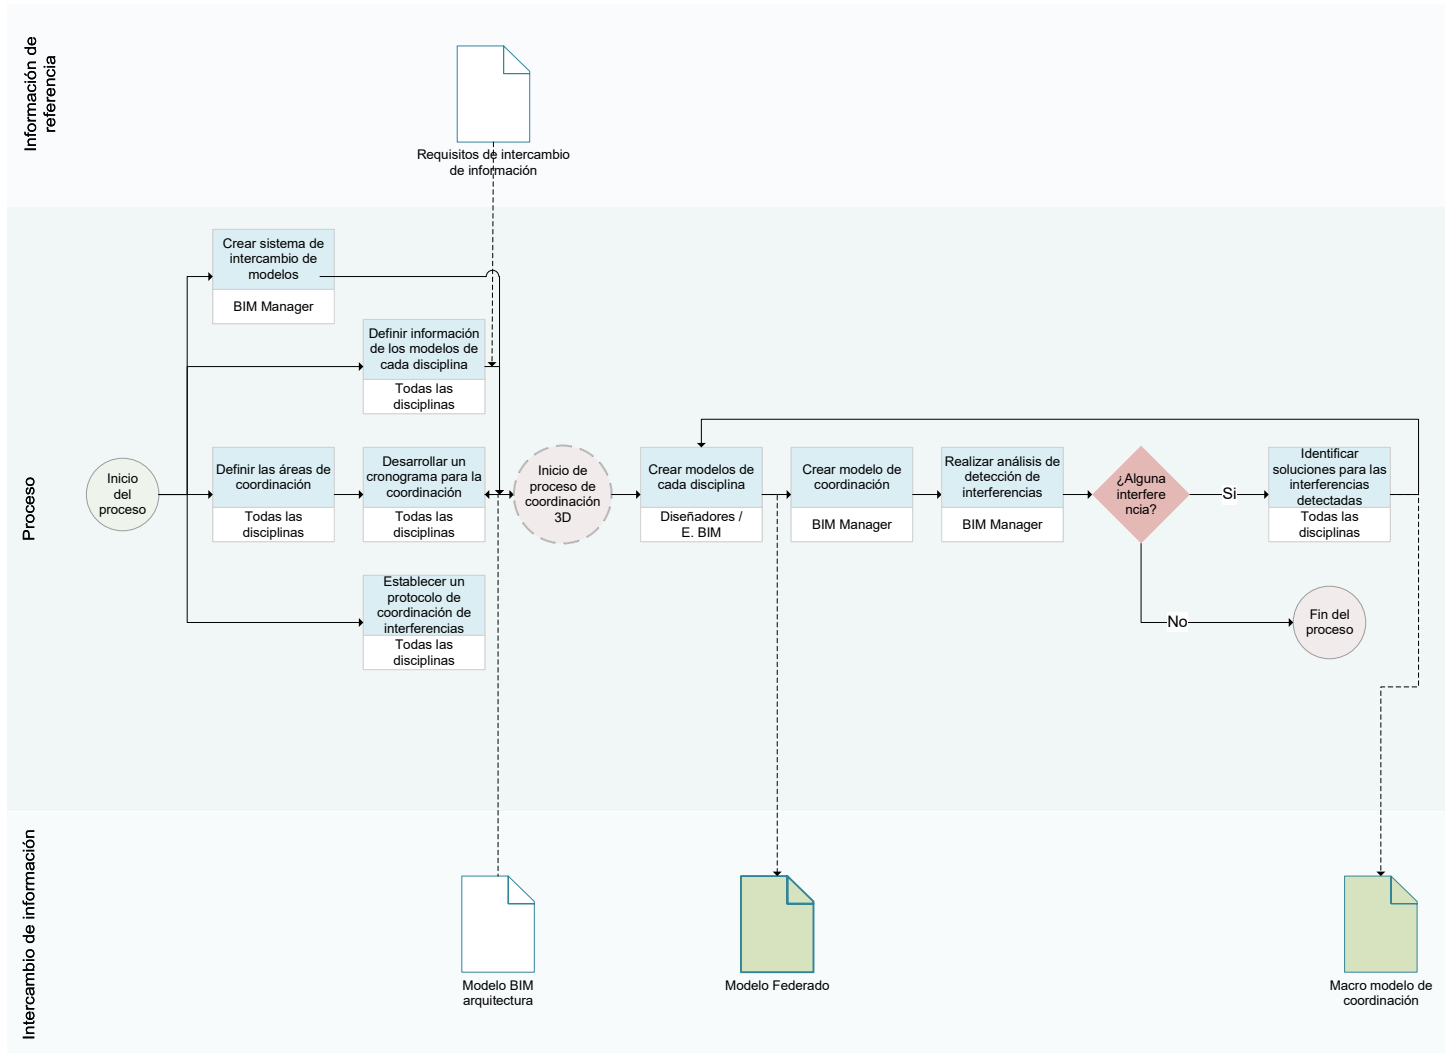 Información de
referencia
Requisitos de intercambio
de información
Proceso
Crear sistema de
intercambio de
modelos
BIM Manager
Definir información
de los modelos de
cada disciplina
Todas las
disciplinas
Inicio
del
proceso
Definir las áreas de
coordinación
Todas las
disciplinas
Desarrollar un
cronograma para la
coordinación
Todas las
disciplinas
Establecer un
protocolo de
coordinación de
interferencias
Todas las
disciplinas
Inicio de
proceso de
coordinación
3D
Crear modelos de
cada disciplina
Diseñadores /
E. BIM
Crear modelo de
coordinación
BIM Manager
Realizar análisis de
detección de
interferencias
BIM Manager
¿Alguna
interfere
ncia?
Si
Identificar
soluciones para las
interferencias
detectadas
Todas las
disciplinas
No
Fin del
proceso
Intercambio de información
Modelo BIM
arquitectura
Modelo Federado
Macro modelo de
coordinación